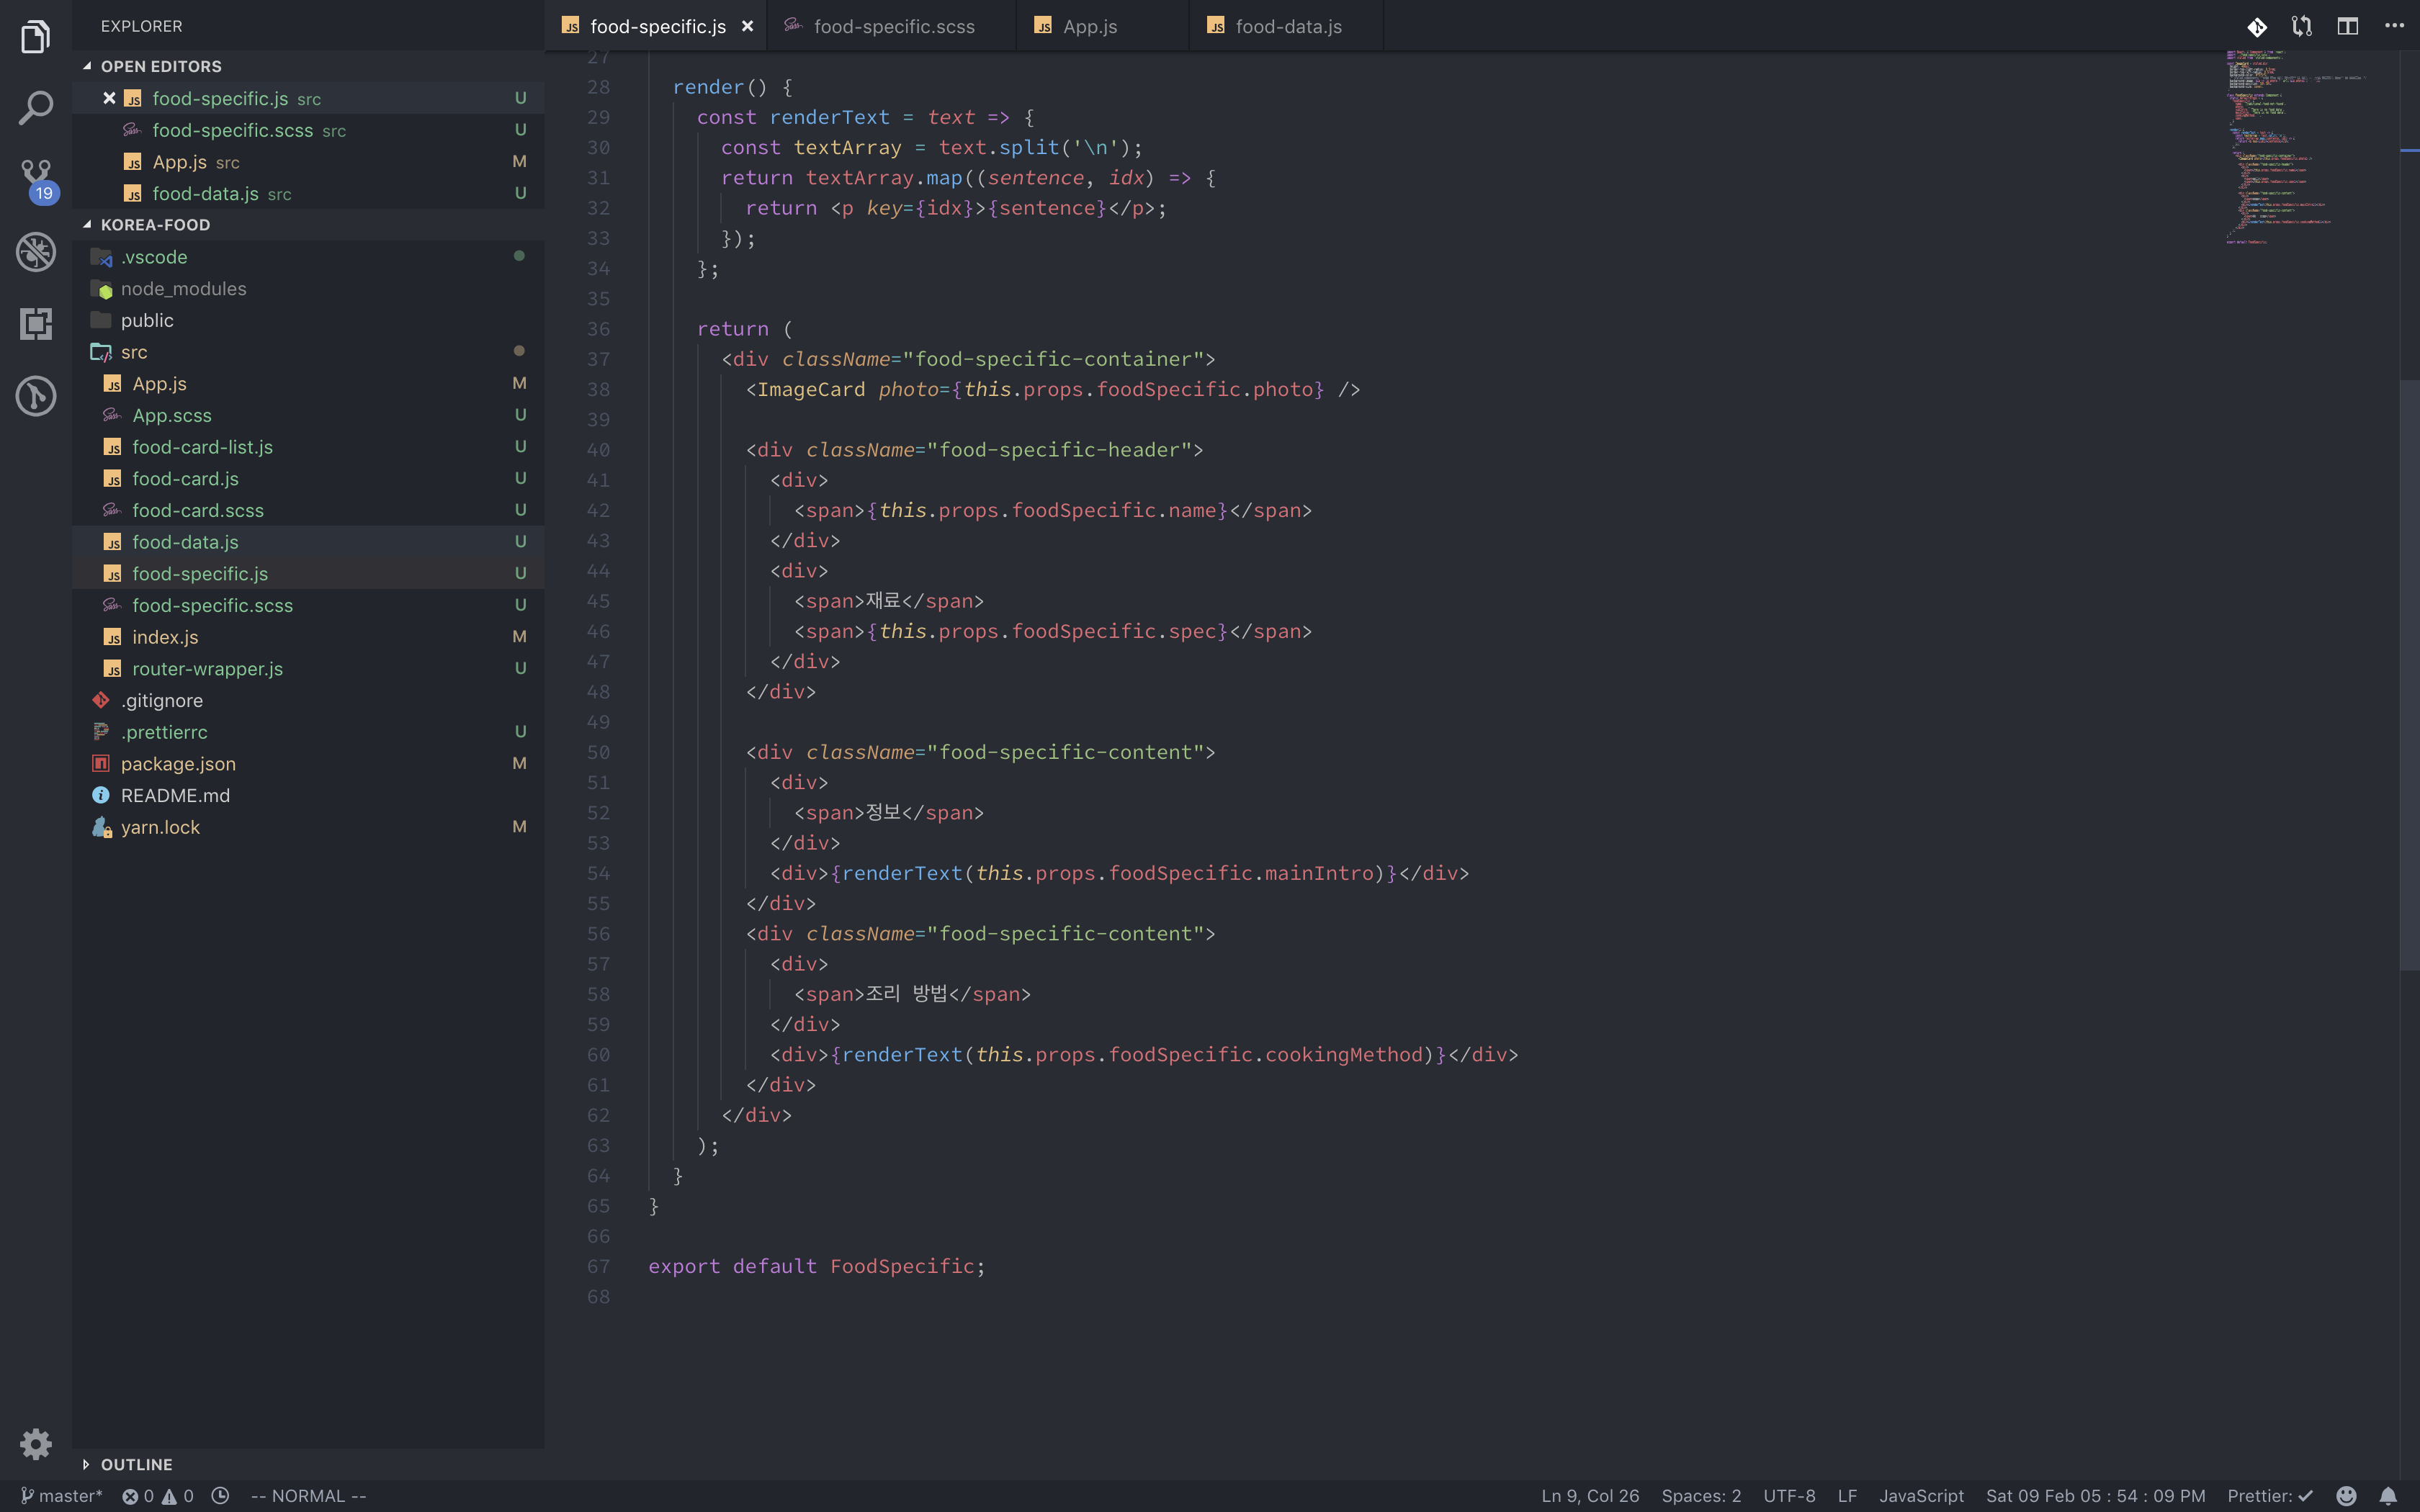 EXPLORER
OPEN EDITORS
food-specific.js src U
food-specific.scss src U
App.js src M
food-data.js src U
19
KOREA-FOOD
.vscode
node_modules
public
src
App.js M
App.scss U
food-card-list.js U
food-card.js U
food-card.scss U
food-data.js U
food-specific.js U
food-specific.scss U
index.js M
router-wrapper.js U
.gitignore
.prettierrc U
package.json M
README.md
yarn.lock M
OUTLINE
food-specific.js food-specific.scss App.js food-data.js
27
28 render() {
29 const renderText = text => {
30 const textArray = text.split('\n');
31 return textArray.map((sentence, idx) => {
32 return <p key={idx}>{sentence}</p>;
33 });
34 };
35
36 return (
37 <div className="food-specific-container">
38 <ImageCard photo={this.props.foodSpecific.photo} />
39
40 <div className="food-specific-header">
41 <div>
42 <span>{this.props.foodSpecific.name}</span>
43 </div>
44 <div>
45 <span>재료</span>
46 <span>{this.props.foodSpecific.spec}</span>
47 </div>
48 </div>
49
50 <div className="food-specific-content">
51 <div>
52 <span>정보</span>
53 </div>
54 <div>{renderText(this.props.foodSpecific.mainIntro)}</div>
55 </div>
56 <div className="food-specific-content">
57 <div>
58 <span>조리 방법</span>
59 </div>
60 <div>{renderText(this.props.foodSpecific.cookingMethod)}</div>
61 </div>
62 </div>
63 );
64 }
65 }
66
67 export default FoodSpecific;
68
master* 0 0 -- NORMAL -- Ln 9, Col 26 Spaces: 2 UTF-8 LF JavaScript Sat 09 Feb 05 : 54 : 09 PM Prettier: ✓